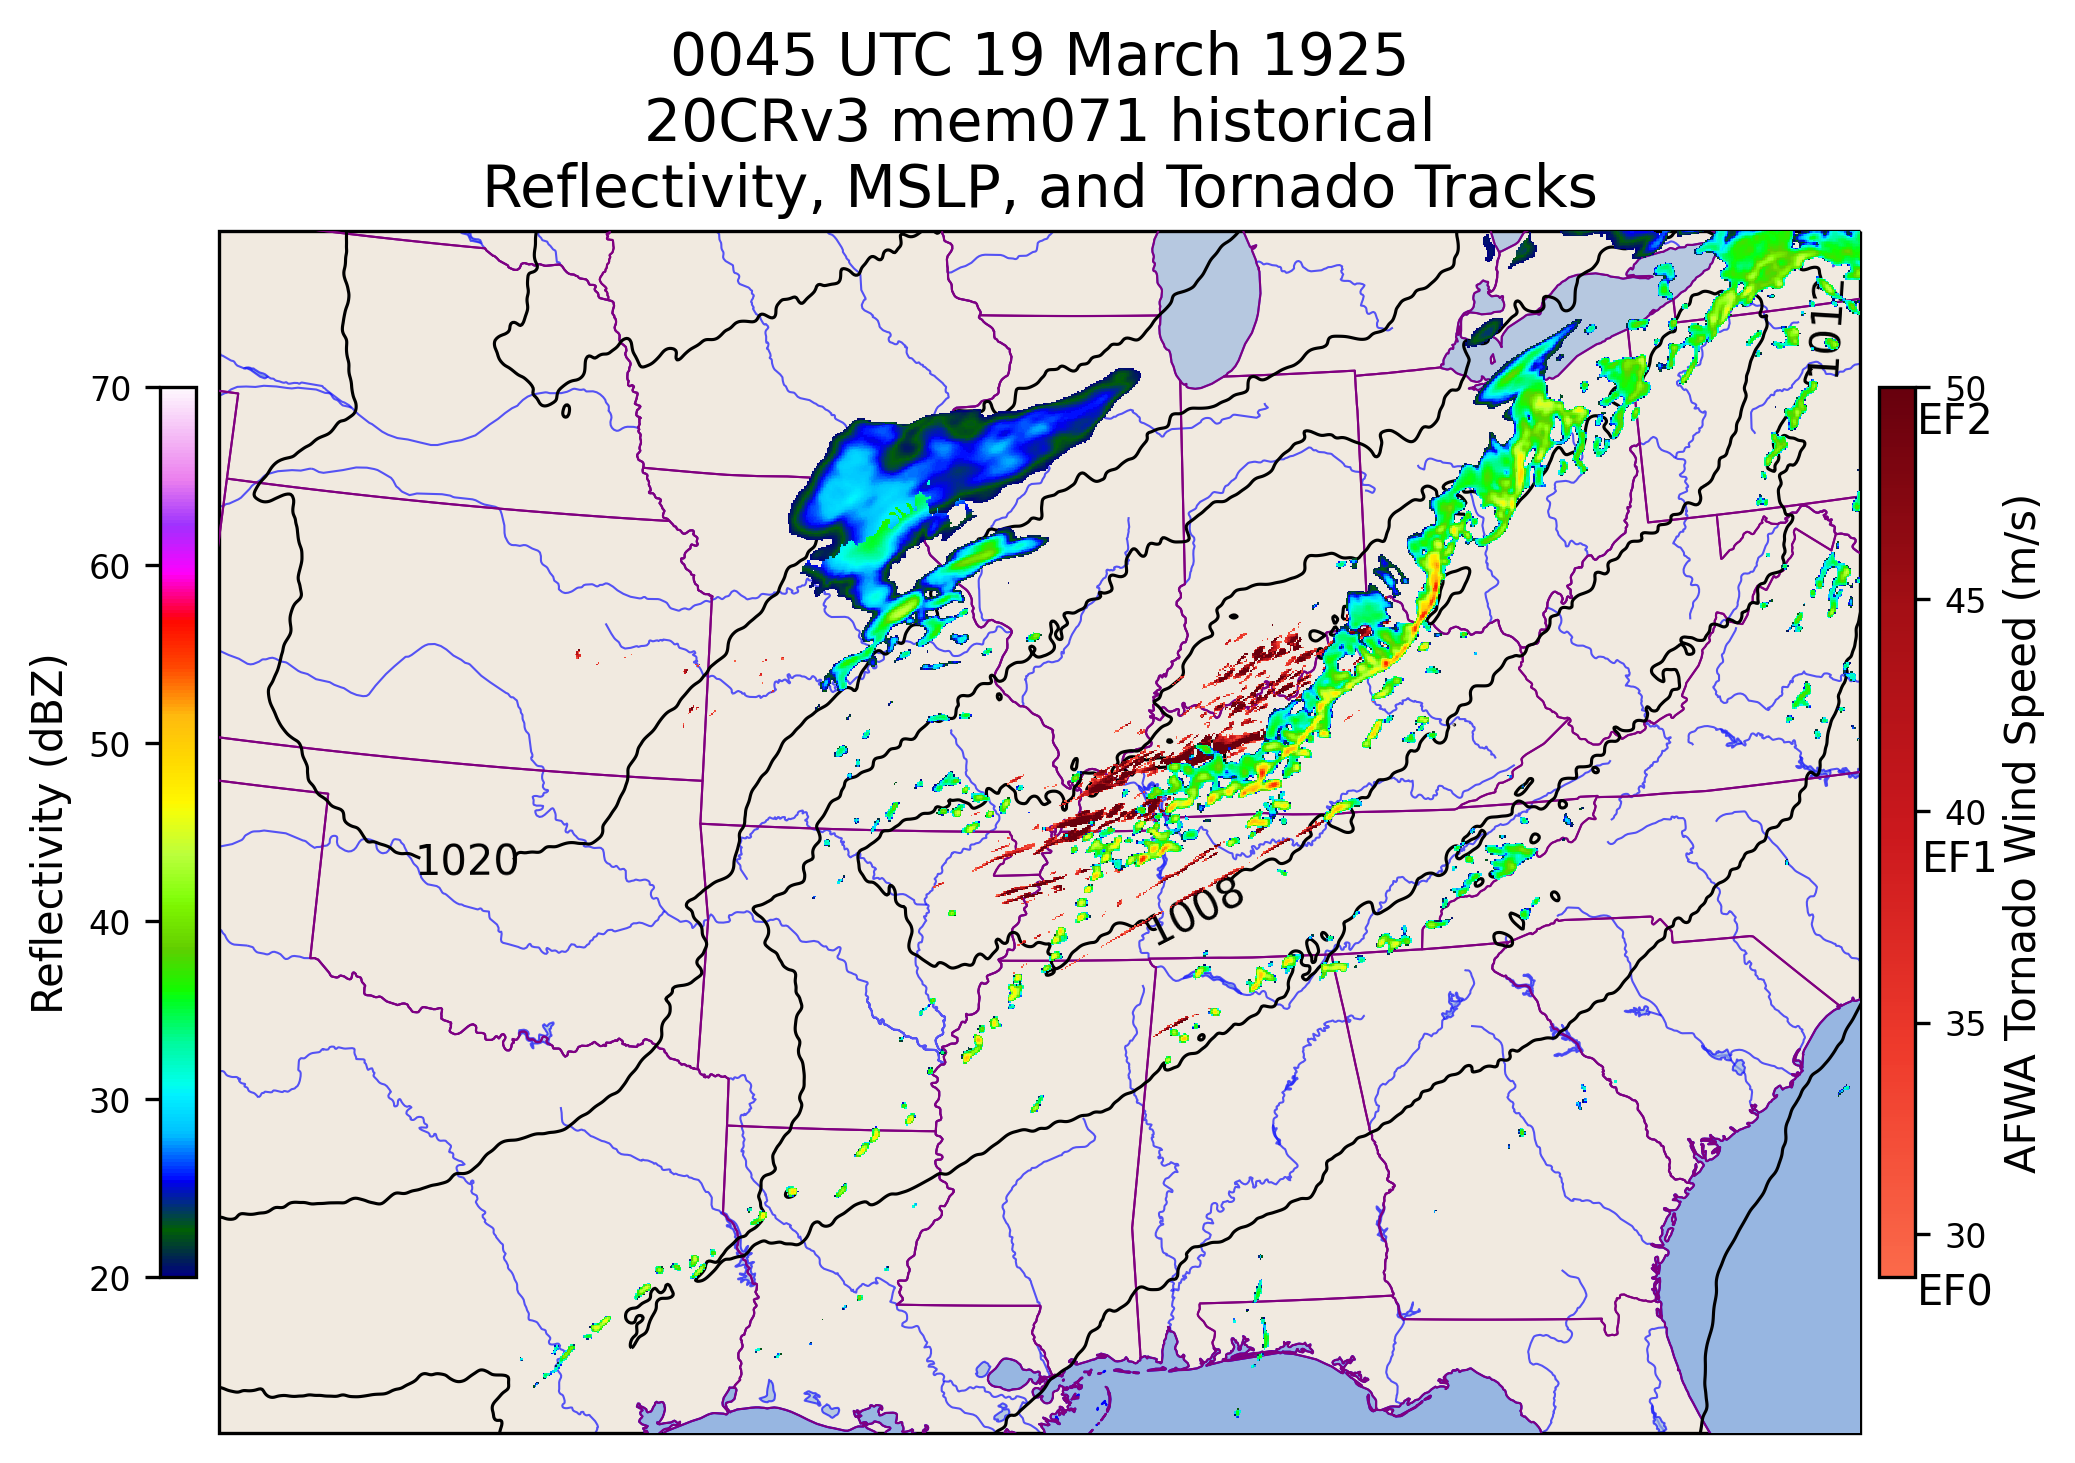 0045 UTC 19 March 1925
20CRv3 mem071 historical
Reflectivity, MSLP, and Tornado Tracks
Reflectivity (dBZ)
70
60
50
40
30
20
1020
1008
1012
50
EF2
45
40
EF1
35
30
EF0
AFWA Tornado Wind Speed (m/s)